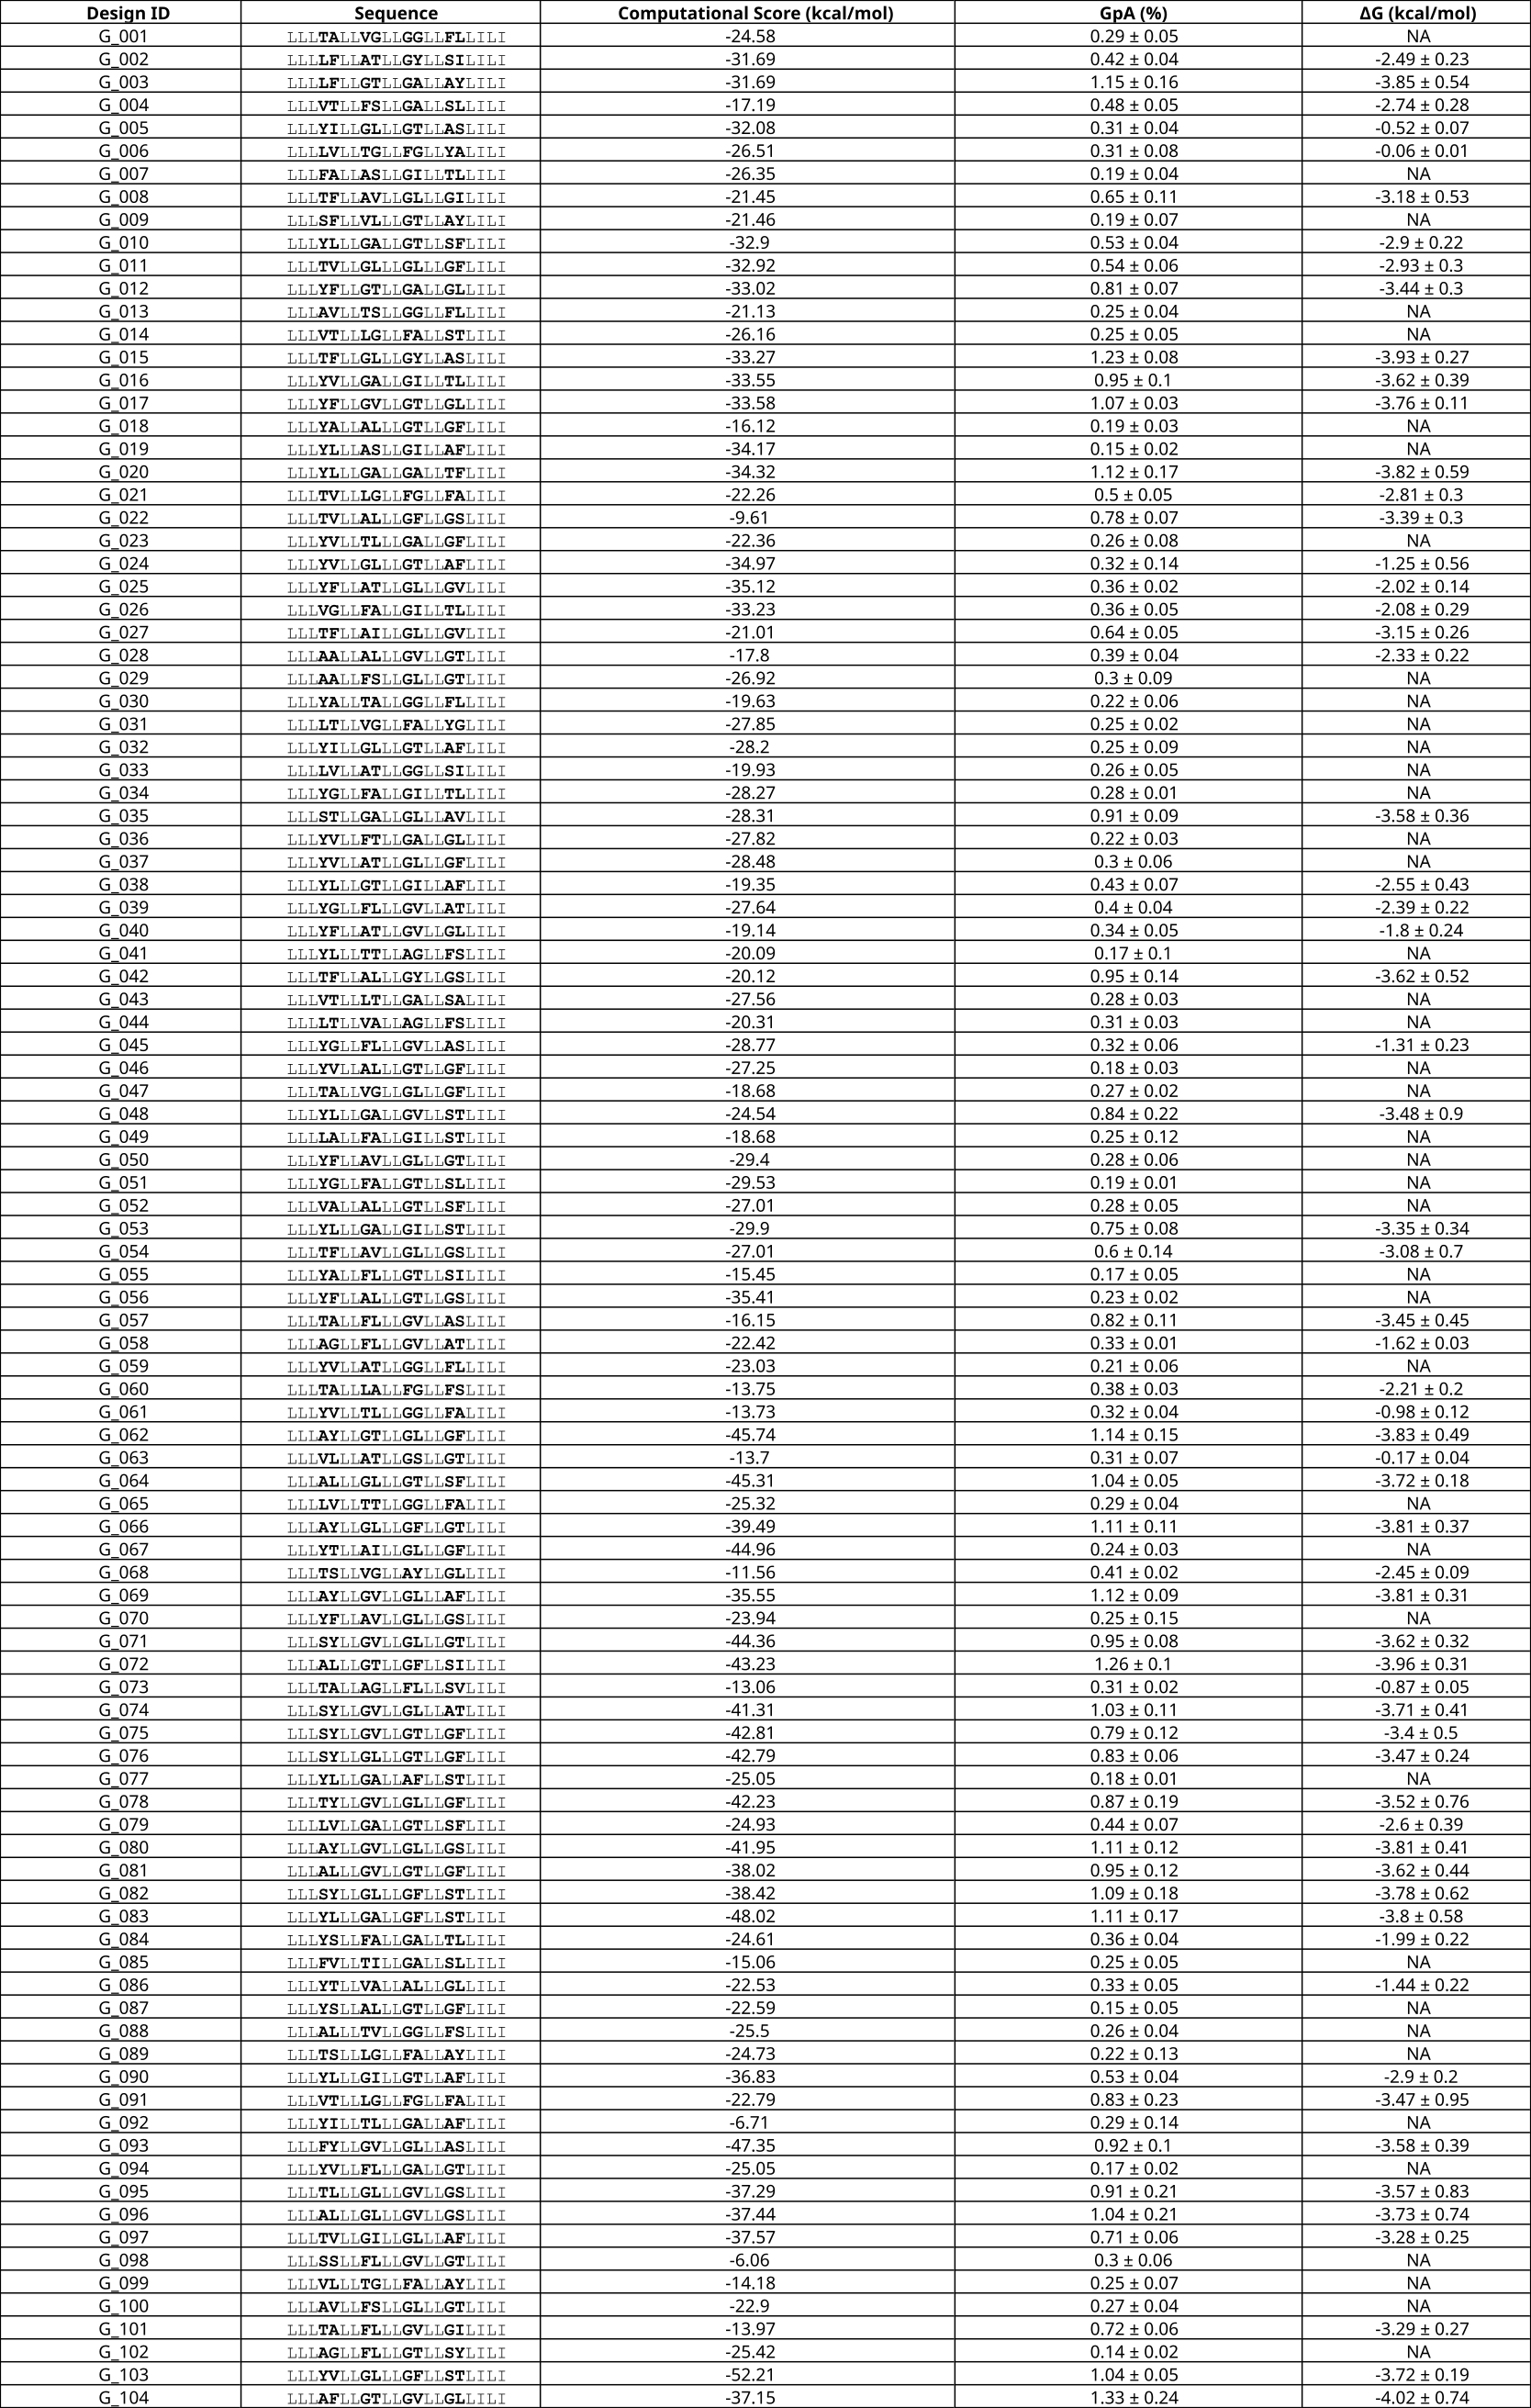 Design ID Sequence Computational Score (kcal/mol) GpA (%) ΔG (kcal/mol)
G_001 LLLTALLVGLLGGLLFLLILI -24.58 0.29 ± 0.05 NA
G_002 LLLLFLLATLLGYLLSILILI -31.69 0.42 ± 0.04 -2.49 ± 0.23
G_003 LLLLFLLGTLLGALLAYLILI -31.69 1.15 ± 0.16 -3.85 ± 0.54
G_004 LLLVTLLFSLLGALLSLLILI -17.19 0.48 ± 0.05 -2.74 ± 0.28
G_005 LLLYILLGLLLGTLLASLILI -32.08 0.31 ± 0.04 -0.52 ± 0.07
G_006 LLLLVLLTGLLFGLLYALILI -26.51 0.31 ± 0.08 -0.06 ± 0.01
G_007 LLLFALLASLLGILLTLLILI -26.35 0.19 ± 0.04 NA
G_008 LLLTFLLAVLLGLLLGILILI -21.45 0.65 ± 0.11 -3.18 ± 0.53
G_009 LLLSFLLVLLLGTLLAYLILI -21.46 0.19 ± 0.07 NA
G_010 LLLYLLLGALLGTLLSFLILI -32.9 0.53 ± 0.04 -2.9 ± 0.22
G_011 LLLTVLLGLLLGLLLGFLILI -32.92 0.54 ± 0.06 -2.93 ± 0.3
G_012 LLLYFLLGTLLGALLGLLILI -33.02 0.81 ± 0.07 -3.44 ± 0.3
G_013 LLLAVLLTSLLGGLLFLLILI -21.13 0.25 ± 0.04 NA
G_014 LLLVTLLLGLLFALLSTLILI -26.16 0.25 ± 0.05 NA
G_015 LLLTFLLGLLLGYLLASLILI -33.27 1.23 ± 0.08 -3.93 ± 0.27
G_016 LLLYVLLGALLGILLTLLILI -33.55 0.95 ± 0.1 -3.62 ± 0.39
G_017 LLLYFLLGVLLGTLLGLLILI -33.58 1.07 ± 0.03 -3.76 ± 0.11
G_018 LLLYALLALLLGTLLGFLILI -16.12 0.19 ± 0.03 NA
G_019 LLLYLLLASLLGILLAFLILI -34.17 0.15 ± 0.02 NA
G_020 LLLYLLLGALLGALLTFLILI -34.32 1.12 ± 0.17 -3.82 ± 0.59
G_021 LLLTVLLLGLLFGLLFALILI -22.26 0.5 ± 0.05 -2.81 ± 0.3
G_022 LLLTVLLALLLGFLLGSLILI -9.61 0.78 ± 0.07 -3.39 ± 0.3
G_023 LLLYVLLTLLLGALLGFLILI -22.36 0.26 ± 0.08 NA
G_024 LLLYVLLGLLLGTLLAFLILI -34.97 0.32 ± 0.14 -1.25 ± 0.56
G_025 LLLYFLLATLLGLLLGVLILI -35.12 0.36 ± 0.02 -2.02 ± 0.14
G_026 LLLVGLLFALLGILLTLLILI -33.23 0.36 ± 0.05 -2.08 ± 0.29
G_027 LLLTFLLAILLGLLLGVLILI -21.01 0.64 ± 0.05 -3.15 ± 0.26
G_028 LLLAALLALLLGVLLGTLILI -17.8 0.39 ± 0.04 -2.33 ± 0.22
G_029 LLLAALLFSLLGLLLGTLILI -26.92 0.3 ± 0.09 NA
G_030 LLLYALLTALLGGLLFLLILI -19.63 0.22 ± 0.06 NA
G_031 LLLLTLLVGLLFALLYGLILI -27.85 0.25 ± 0.02 NA
G_032 LLLYILLGLLLGTLLAFLILI -28.2 0.25 ± 0.09 NA
G_033 LLLLVLLATLLGGLLSILILI -19.93 0.26 ± 0.05 NA
G_034 LLLYGLLFALLGILLTLLILI -28.27 0.28 ± 0.01 NA
G_035 LLLSTLLGALLGLLLAVLILI -28.31 0.91 ± 0.09 -3.58 ± 0.36
G_036 LLLYVLLFTLLGALLGLLILI -27.82 0.22 ± 0.03 NA
G_037 LLLYVLLATLLGLLLGFLILI -28.48 0.3 ± 0.06 NA
G_038 LLLYLLLGTLLGILLAFLILI -19.35 0.43 ± 0.07 -2.55 ± 0.43
G_039 LLLYGLLFLLLGVLLATLILI -27.64 0.4 ± 0.04 -2.39 ± 0.22
G_040 LLLYFLLATLLGVLLGLLILI -19.14 0.34 ± 0.05 -1.8 ± 0.24
G_041 LLLYLLLTTLLAGLLFSLILI -20.09 0.17 ± 0.1 NA
G_042 LLLTFLLALLLGYLLGSLILI -20.12 0.95 ± 0.14 -3.62 ± 0.52
G_043 LLLVTLLLTLLGALLSALILI -27.56 0.28 ± 0.03 NA
G_044 LLLLTLLVALLAGLLFSLILI -20.31 0.31 ± 0.03 NA
G_045 LLLYGLLFLLLGVLLASLILI -28.77 0.32 ± 0.06 -1.31 ± 0.23
G_046 LLLYVLLALLLGTLLGFLILI -27.25 0.18 ± 0.03 NA
G_047 LLLTALLVGLLGLLLGFLILI -18.68 0.27 ± 0.02 NA
G_048 LLLYLLLGALLGVLLSTLILI -24.54 0.84 ± 0.22 -3.48 ± 0.9
G_049 LLLLALLFALLGILLSTLILI -18.68 0.25 ± 0.12 NA
G_050 LLLYFLLAVLLGLLLGTLILI -29.4 0.28 ± 0.06 NA
G_051 LLLYGLLFALLGTLLSLLILI -29.53 0.19 ± 0.01 NA
G_052 LLLVALLALLLGTLLSFLILI -27.01 0.28 ± 0.05 NA
G_053 LLLYLLLGALLGILLSTLILI -29.9 0.75 ± 0.08 -3.35 ± 0.34
G_054 LLLTFLLAVLLGLLLGSLILI -27.01 0.6 ± 0.14 -3.08 ± 0.7
G_055 LLLYALLFLLLGTLLSILILI -15.45 0.17 ± 0.05 NA
G_056 LLLYFLLALLLGTLLGSLILI -35.41 0.23 ± 0.02 NA
G_057 LLLTALLFLLLGVLLASLILI -16.15 0.82 ± 0.11 -3.45 ± 0.45
G_058 LLLAGLLFLLLGVLLATLILI -22.42 0.33 ± 0.01 -1.62 ± 0.03
G_059 LLLYVLLATLLGGLLFLLILI -23.03 0.21 ± 0.06 NA
G_060 LLLTALLLALLFGLLFSLILI -13.75 0.38 ± 0.03 -2.21 ± 0.2
G_061 LLLYVLLTLLLGGLLFALILI -13.73 0.32 ± 0.04 -0.98 ± 0.12
G_062 LLLAYLLGTLLGLLLGFLILI -45.74 1.14 ± 0.15 -3.83 ± 0.49
G_063 LLLVLLLATLLGSLLGTLILI -13.7 0.31 ± 0.07 -0.17 ± 0.04
G_064 LLLALLLGLLLGTLLSFLILI -45.31 1.04 ± 0.05 -3.72 ± 0.18
G_065 LLLLVLLTTLLGGLLFALILI -25.32 0.29 ± 0.04 NA
G_066 LLLAYLLGLLLGFLLGTLILI -39.49 1.11 ± 0.11 -3.81 ± 0.37
G_067 LLLYTLLAILLGLLLGFLILI -44.96 0.24 ± 0.03 NA
G_068 LLLTSLLVGLLAYLLGLLILI -11.56 0.41 ± 0.02 -2.45 ± 0.09
G_069 LLLAYLLGVLLGLLLAFLILI -35.55 1.12 ± 0.09 -3.81 ± 0.31
G_070 LLLYFLLAVLLGLLLGSLILI -23.94 0.25 ± 0.15 NA
G_071 LLLSYLLGVLLGLLLGTLILI -44.36 0.95 ± 0.08 -3.62 ± 0.32
G_072 LLLALLLGTLLGFLLSILILI -43.23 1.26 ± 0.1 -3.96 ± 0.31
G_073 LLLTALLAGLLFLLLSVLILI -13.06 0.31 ± 0.02 -0.87 ± 0.05
G_074 LLLSYLLGVLLGLLLATLILI -41.31 1.03 ± 0.11 -3.71 ± 0.41
G_075 LLLSYLLGVLLGTLLGFLILI -42.81 0.79 ± 0.12 -3.4 ± 0.5
G_076 LLLSYLLGLLLGTLLGFLILI -42.79 0.83 ± 0.06 -3.47 ± 0.24
G_077 LLLYLLLGALLAFLLSTLILI -25.05 0.18 ± 0.01 NA
G_078 LLLTYLLGVLLGLLLGFLILI -42.23 0.87 ± 0.19 -3.52 ± 0.76
G_079 LLLLVLLGALLGTLLSFLILI -24.93 0.44 ± 0.07 -2.6 ± 0.39
G_080 LLLAYLLGVLLGLLLGSLILI -41.95 1.11 ± 0.12 -3.81 ± 0.41
G_081 LLLALLLGVLLGTLLGFLILI -38.02 0.95 ± 0.12 -3.62 ± 0.44
G_082 LLLSYLLGLLLGFLLSTLILI -38.42 1.09 ± 0.18 -3.78 ± 0.62
G_083 LLLYLLLGALLGFLLSTLILI -48.02 1.11 ± 0.17 -3.8 ± 0.58
G_084 LLLYSLLFALLGALLTLLILI -24.61 0.36 ± 0.04 -1.99 ± 0.22
G_085 LLLFVLLTILLGALLSLLILI -15.06 0.25 ± 0.05 NA
G_086 LLLYTLLVALLALLLGLLILI -22.53 0.33 ± 0.05 -1.44 ± 0.22
G_087 LLLYSLLALLLGTLLGFLILI -22.59 0.15 ± 0.05 NA
G_088 LLLALLLTVLLGGLLFSLILI -25.5 0.26 ± 0.04 NA
G_089 LLLTSLLLGLLFALLAYLILI -24.73 0.22 ± 0.13 NA
G_090 LLLYLLLGILLGTLLAFLILI -36.83 0.53 ± 0.04 -2.9 ± 0.2
G_091 LLLVTLLLGLLFGLLFALILI -22.79 0.83 ± 0.23 -3.47 ± 0.95
G_092 LLLYILLTLLLGALLAFLILI -6.71 0.29 ± 0.14 NA
G_093 LLLFYLLGVLLGLLLASLILI -47.35 0.92 ± 0.1 -3.58 ± 0.39
G_094 LLLYVLLFLLLGALLGTLILI -25.05 0.17 ± 0.02 NA
G_095 LLLTLLLGLLLGVLLGSLILI -37.29 0.91 ± 0.21 -3.57 ± 0.83
G_096 LLLALLLGLLLGVLLGSLILI -37.44 1.04 ± 0.21 -3.73 ± 0.74
G_097 LLLTVLLGILLGLLLAFLILI -37.57 0.71 ± 0.06 -3.28 ± 0.25
G_098 LLLSSLLFLLLGVLLGTLILI -6.06 0.3 ± 0.06 NA
G_099 LLLVLLLTGLLFALLAYLILI -14.18 0.25 ± 0.07 NA
G_100 LLLAVLLFSLLGLLLGTLILI -22.9 0.27 ± 0.04 NA
G_101 LLLTALLFLLLGVLLGILILI -13.97 0.72 ± 0.06 -3.29 ± 0.27
G_102 LLLAGLLFLLLGTLLSYLILI -25.42 0.14 ± 0.02 NA
G_103 LLLYVLLGLLLGFLLSTLILI -52.21 1.04 ± 0.05 -3.72 ± 0.19
G_104 LLLAFLLGTLLGVLLGLLILI -37.15 1.33 ± 0.24 -4.02 ± 0.74